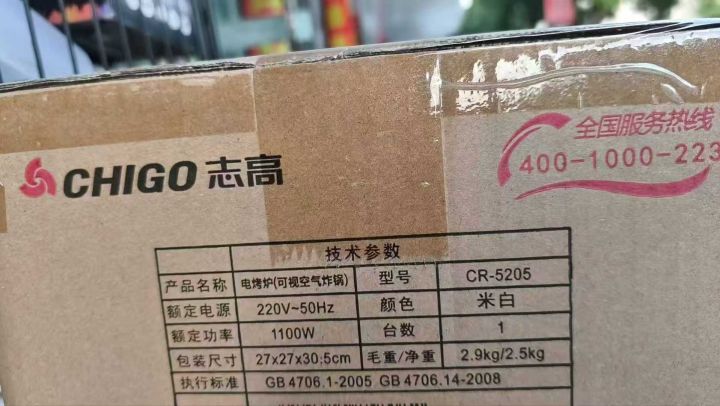 CHIGO 志高
全国服务热线
400-1000-223
技术参数
产品名称 电烤炉(可视空气炸锅) 型号 CR-5205
额定电源 220V~50Hz 颜色 米白
额定功率 1100W 台数 1
包装尺寸 27x27x30.5cm 毛重/净重 2.9kg/2.5kg
执行标准 GB 4706.1-2005 GB 4706.14-2008